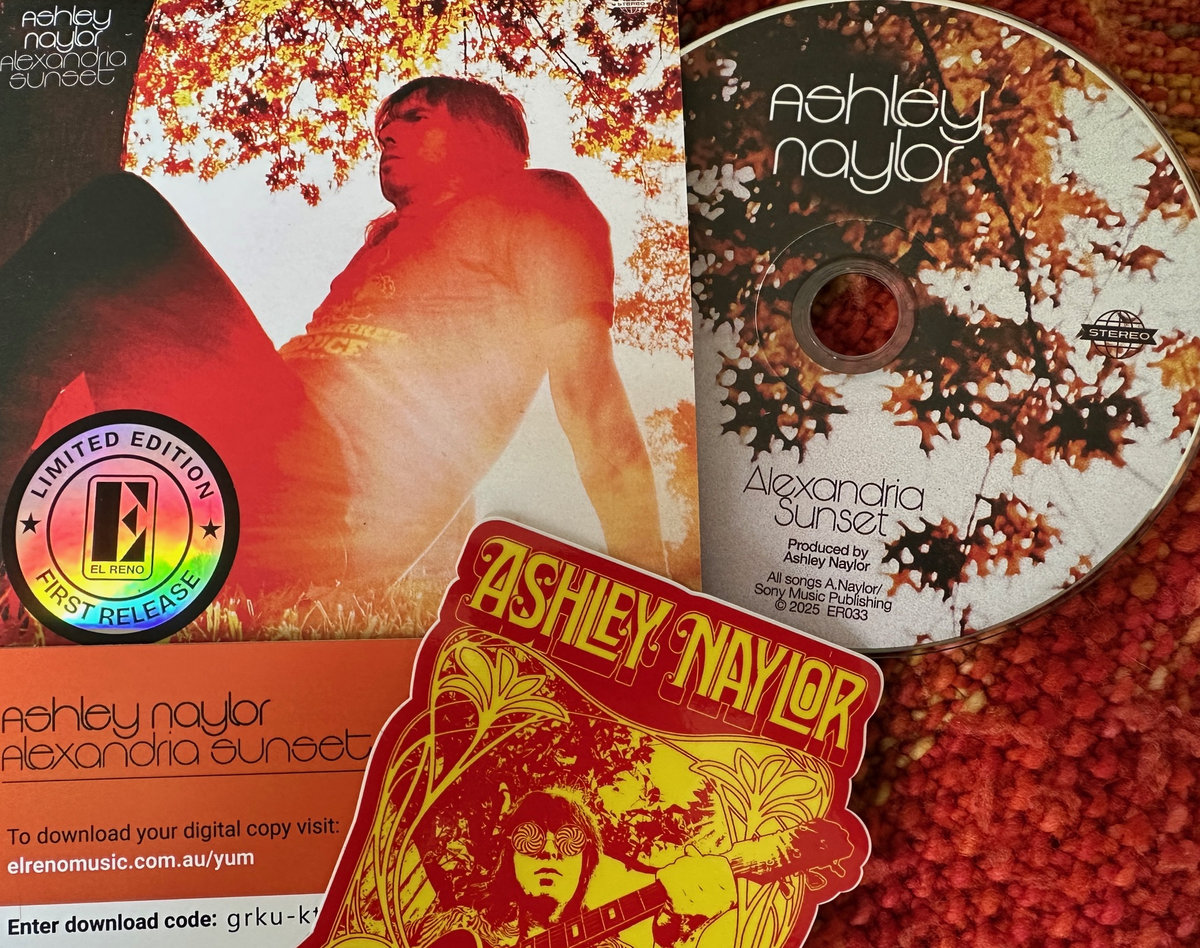 Ashley
naylor
Alexandria
Sunset
STEREO
LIMITED EDITION
E
EL RENO
FIRST RELEASE
Ashley
naylor
STEREO
Alexandria
Sunset
Produced by
Ashley Naylor
All songs A.Naylor/
Sony Music Publishing
© 2025 ER033
ASHLEY NAYLOR
Ashley naylor
Alexandria Sunset
To download your digital copy visit:
elrenomusic.com.au/yum
Enter download code: grku-k